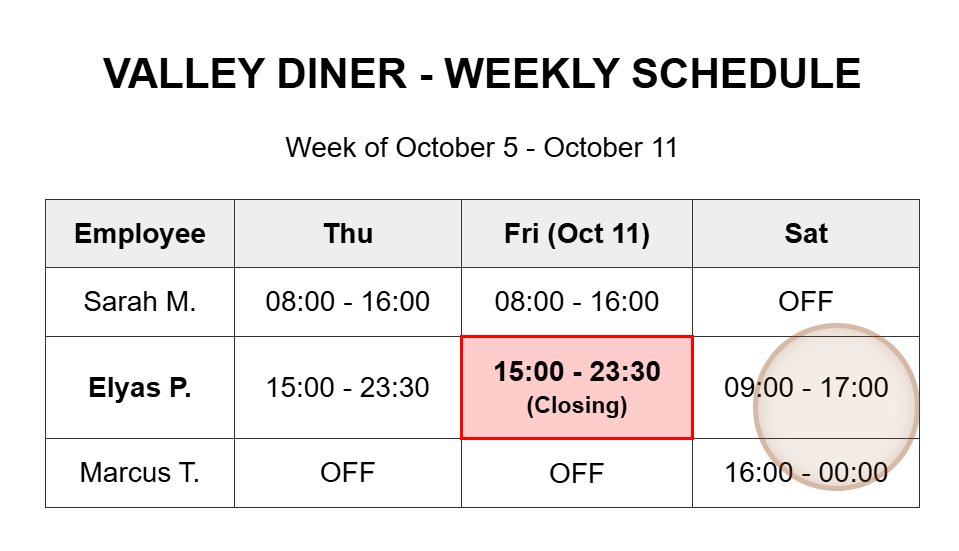 VALLEY DINER - WEEKLY SCHEDULE
Week of October 5 - October 11
Employee Thu Fri (Oct 11) Sat
Sarah M. 08:00 - 16:00 08:00 - 16:00 OFF
Elyas P. 15:00 - 23:30 15:00 - 23:30 09:00 - 17:00
(Closing)
Marcus T. OFF OFF 16:00 - 00:00